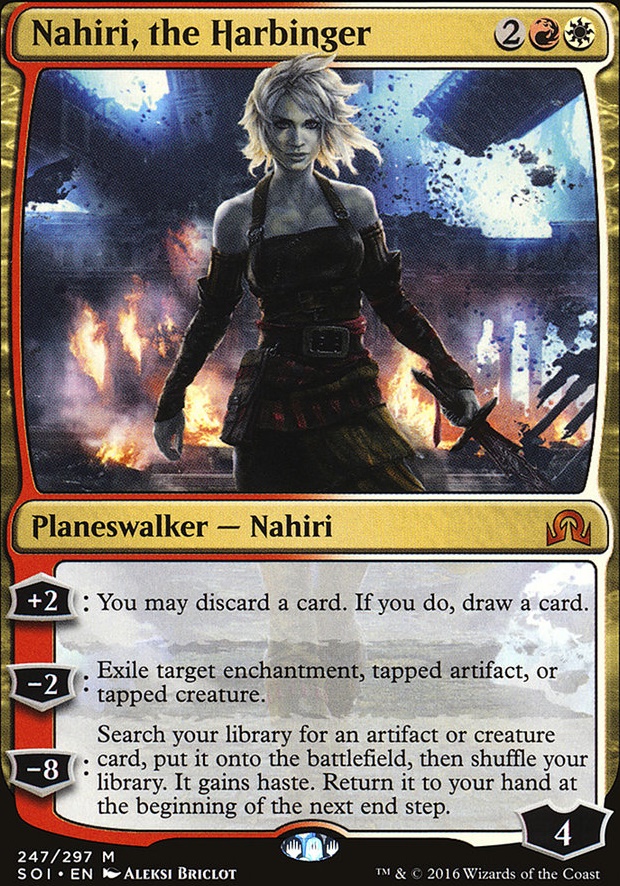 Nahiri, the Harbinger 2
Planeswalker — Nahiri
+2 : You may discard a card. If you do, draw a card.
−2 : Exile target enchantment, tapped artifact, or
tapped creature.
Search your library for an artifact or creature
−8 : card, put it onto the battlefield, then shuffle your
library. It gains haste. Return it to your hand at
the beginning of the next end step.
4
247/297 M
SOI • EN Aleksi Briclot
™ & © 2016 Wizards of the Coast